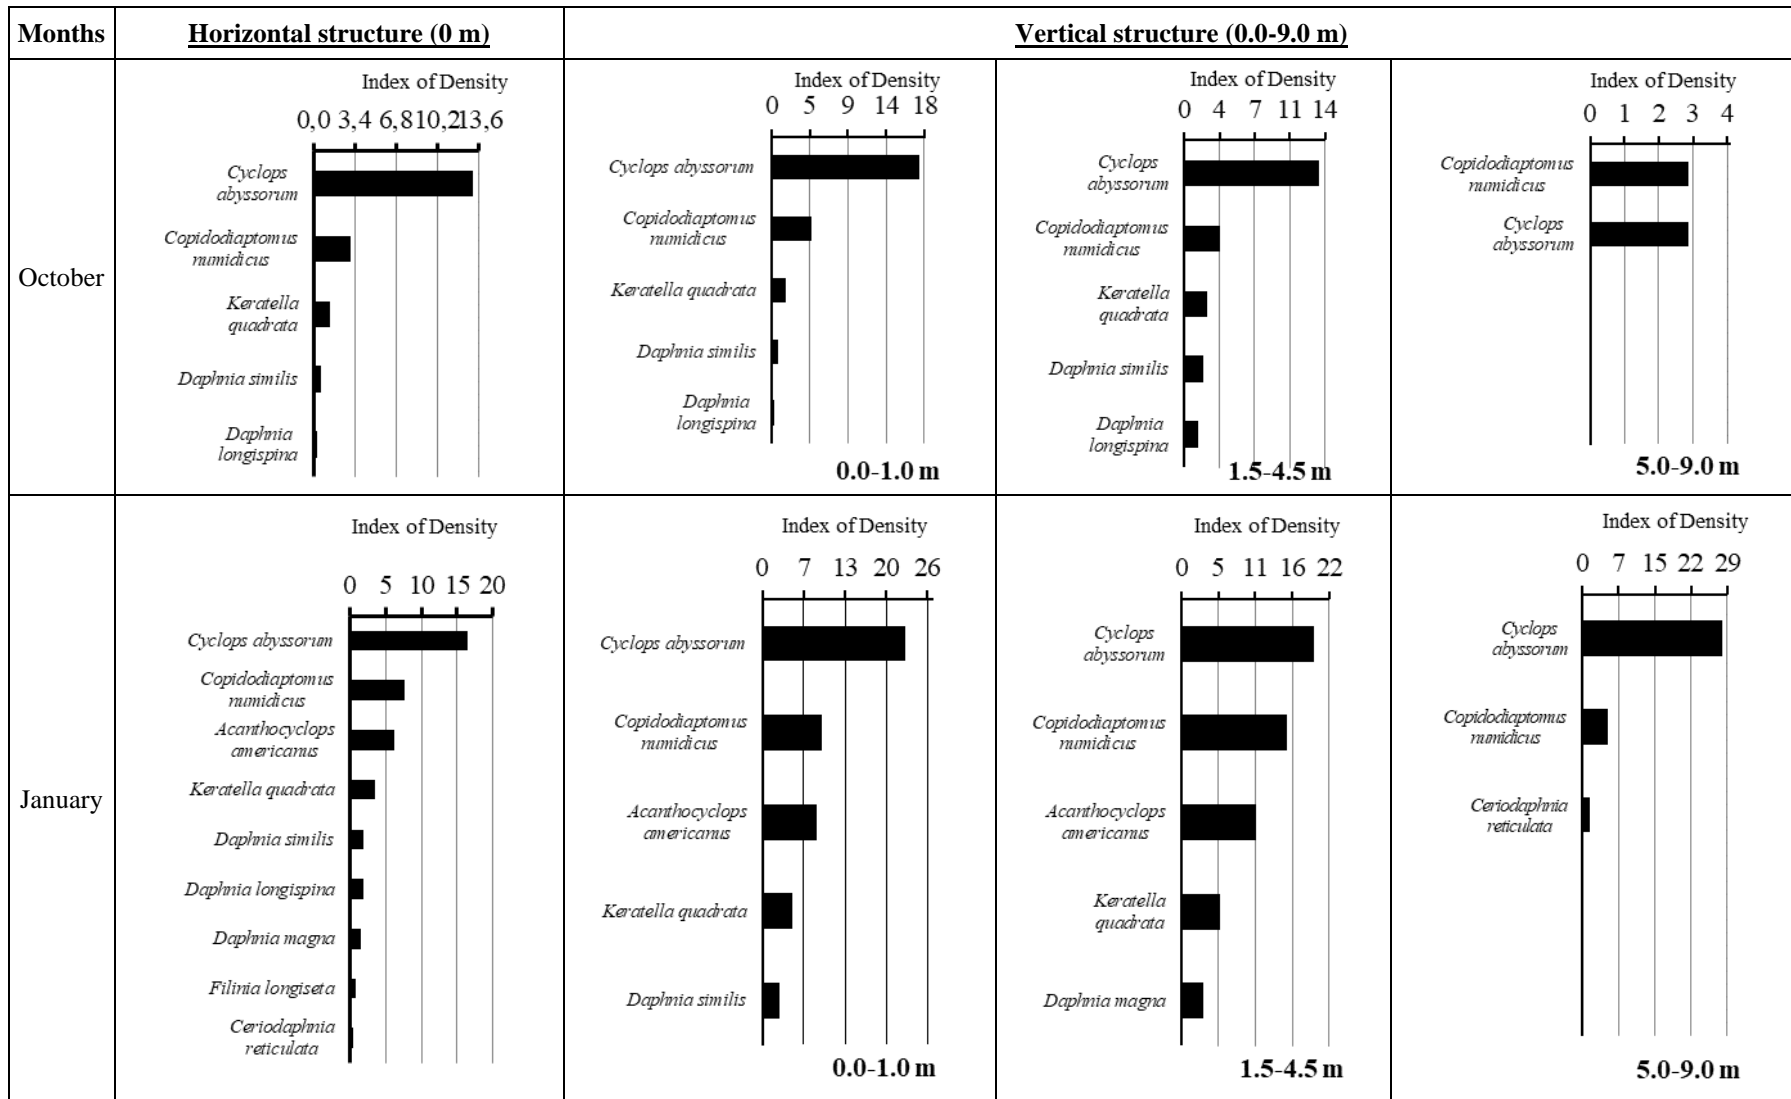 Months
Horizontal structure (0 m)
Vertical structure (0.0-9.0 m)
October
Index of Density
0,0 3,4 6,8 10,2 13,6
Cyclops
abyssorum
Copidodiaptomus
numidicus
Keratella
quadrata
Daphnia similis
Daphnia
longispina
Index of Density
0 5 9 14 18
Cyclops abyssorum
Copidodiaptomus
numidicus
Keratella quadrata
Daphnia similis
Daphnia
longispina
0.0-1.0 m
Index of Density
0 4 7 11 14
Cyclops
abyssorum
Copidodiaptomus
numidicus
Keratella
quadrata
Daphnia similis
Daphnia
longispina
1.5-4.5 m
Index of Density
0 1 2 3 4
Copidodiaptomus
numidicus
Cyclops
abyssorum
5.0-9.0 m
January
Index of Density
0 5 10 15 20
Cyclops abyssorum
Copidodiaptomus
numidicus
Acanthocyclops
americanus
Keratella quadrata
Daphnia similis
Daphnia longispina
Daphnia magna
Filinia longiseta
Ceriodaphnia
reticulata
Index of Density
0 7 13 20 26
Cyclops abyssorum
Copidodiaptomus
numidicus
Acanthocyclops
americanus
Keratella quadrata
Daphnia similis
0.0-1.0 m
Index of Density
0 5 11 16 22
Cyclops
abyssorum
Copidodiaptomus
numidicus
Acanthocyclops
americanus
Keratella
quadrata
Daphnia magna
1.5-4.5 m
Index of Density
0 7 15 22 29
Cyclops
abyssorum
Copidodiaptomus
numidicus
Ceriodaphnia
reticulata
5.0-9.0 m